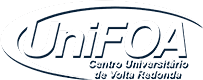 UniFOA
Centro Universitário
de Volta Redonda